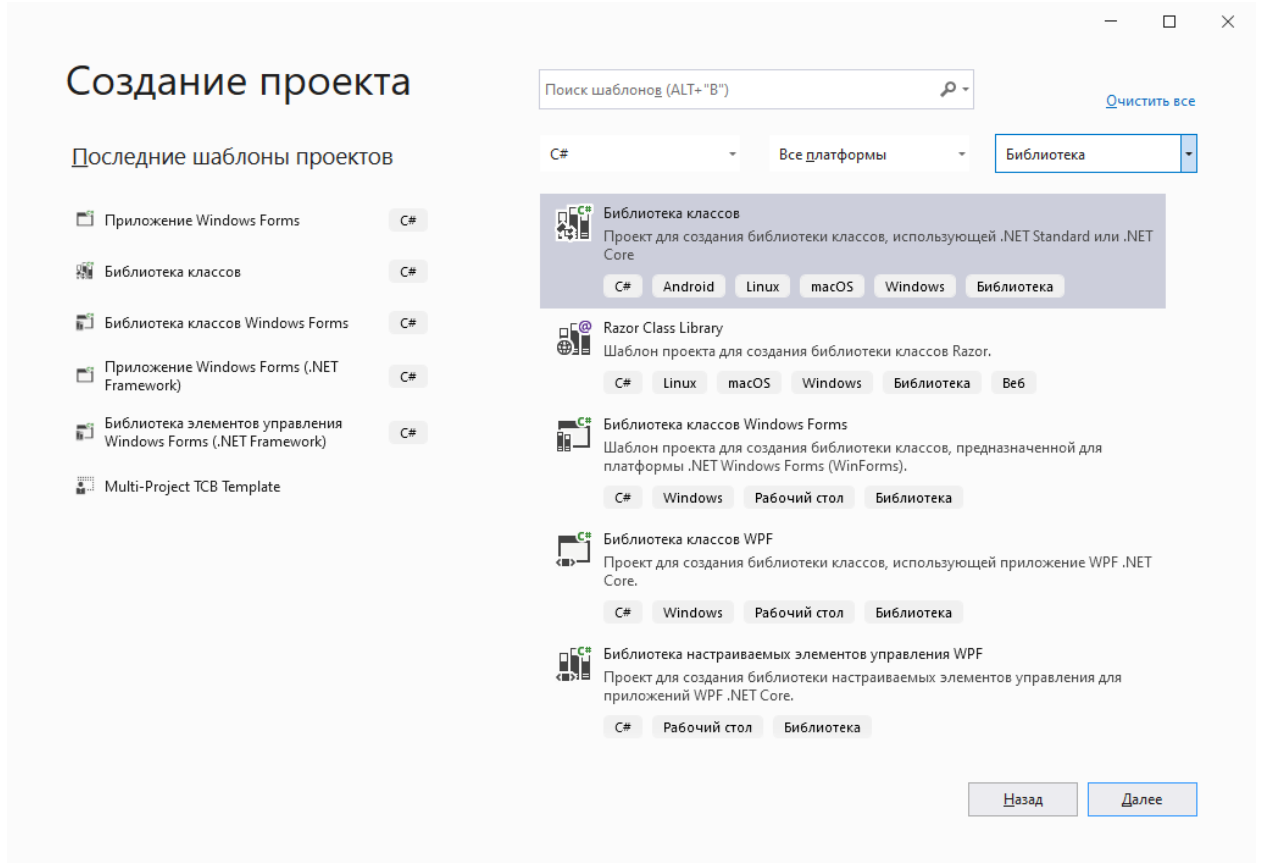 Создание проекта
Поиск шаблонов (ALT+"B")
Очистить все
Последние шаблоны проектов
C#
Все платформы
Библиотека
Приложение Windows Forms
C#
Библиотека классов
C#
Библиотека классов Windows Forms
C#
Приложение Windows Forms (.NET
Framework)
C#
Библиотека элементов управления
Windows Forms (.NET Framework)
C#
Multi-Project TCB Template
C#
Библиотека классов
Проект для создания библиотеки классов, использующей .NET Standard или .NET
Core
C# Android Linux macOS Windows Библиотека
@
Razor Class Library
Шаблон проекта для создания библиотеки классов Razor.
C# Linux macOS Windows Библиотека Веб
C#
Библиотека классов Windows Forms
Шаблон проекта для создания библиотеки классов, предназначенной для
платформы .NET Windows Forms (WinForms).
C# Windows Рабочий стол Библиотека
C#
Библиотека классов WPF
Проект для создания библиотеки классов, использующей приложение WPF .NET
Core.
C# Windows Рабочий стол Библиотека
C#
Библиотека настраиваемых элементов управления WPF
Проект для создания библиотеки настраиваемых элементов управления для
приложений WPF .NET Core.
C# Рабочий стол Библиотека
Назад
Далее